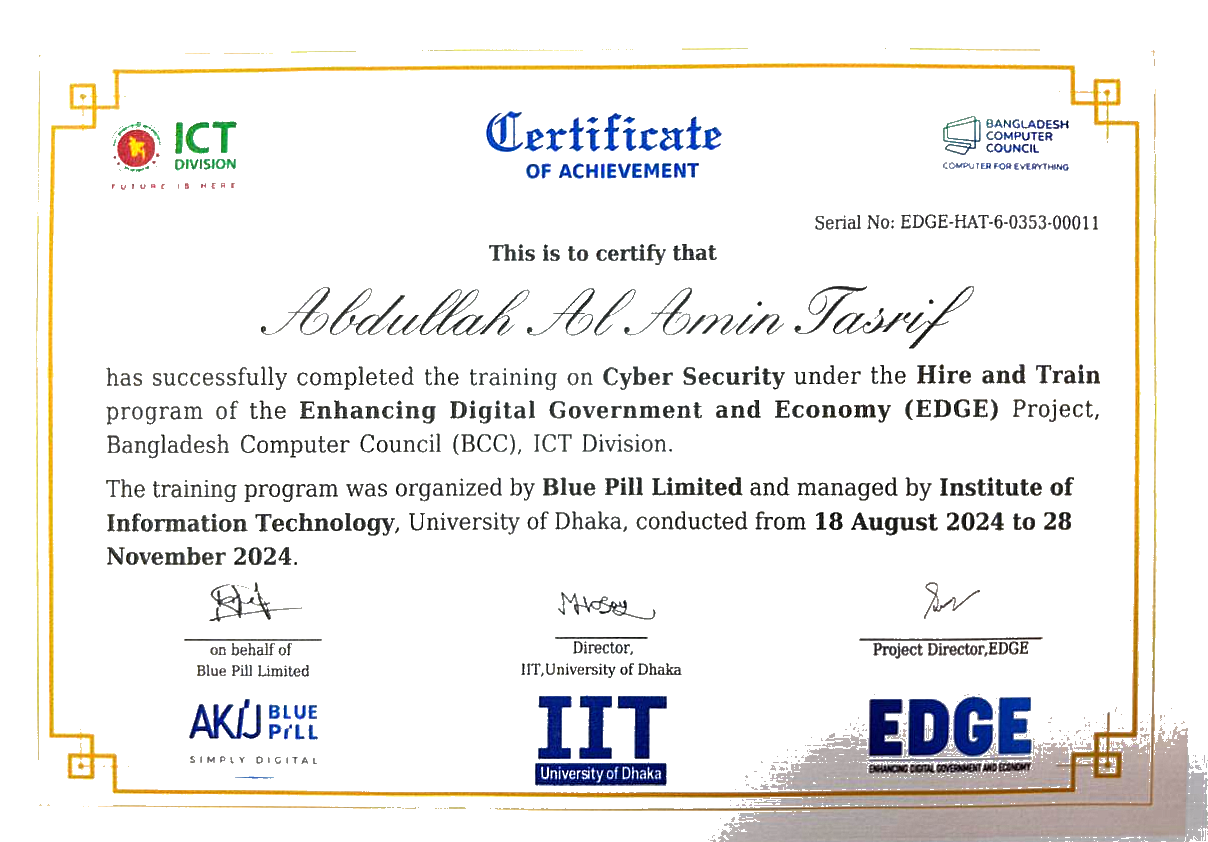 ICT
DIVISION
FUTURE IS HERE
Certificate
OF ACHIEVEMENT
BANGLADESH
COMPUTER
COUNCIL
COMPUTER FOR EVERYTHING
Serial No: EDGE-HAT-6-0353-00011
This is to certify that
Abdullah Al Amin Tasrif
has successfully completed the training on Cyber Security under the Hire and Train
program of the Enhancing Digital Government and Economy (EDGE) Project,
Bangladesh Computer Council (BCC), ICT Division.
The training program was organized by Blue Pill Limited and managed by Institute of
Information Technology, University of Dhaka, conducted from 18 August 2024 to 28
November 2024.
on behalf of
Blue Pill Limited
Director,
IIT,University of Dhaka
Project Director,EDGE
AKIJ BLUE
PILL
SIMPLY DIGITAL
IIT
University of Dhaka
EDGE
ENHANCING DIGITAL GOVERNMENT AND ECONOMY